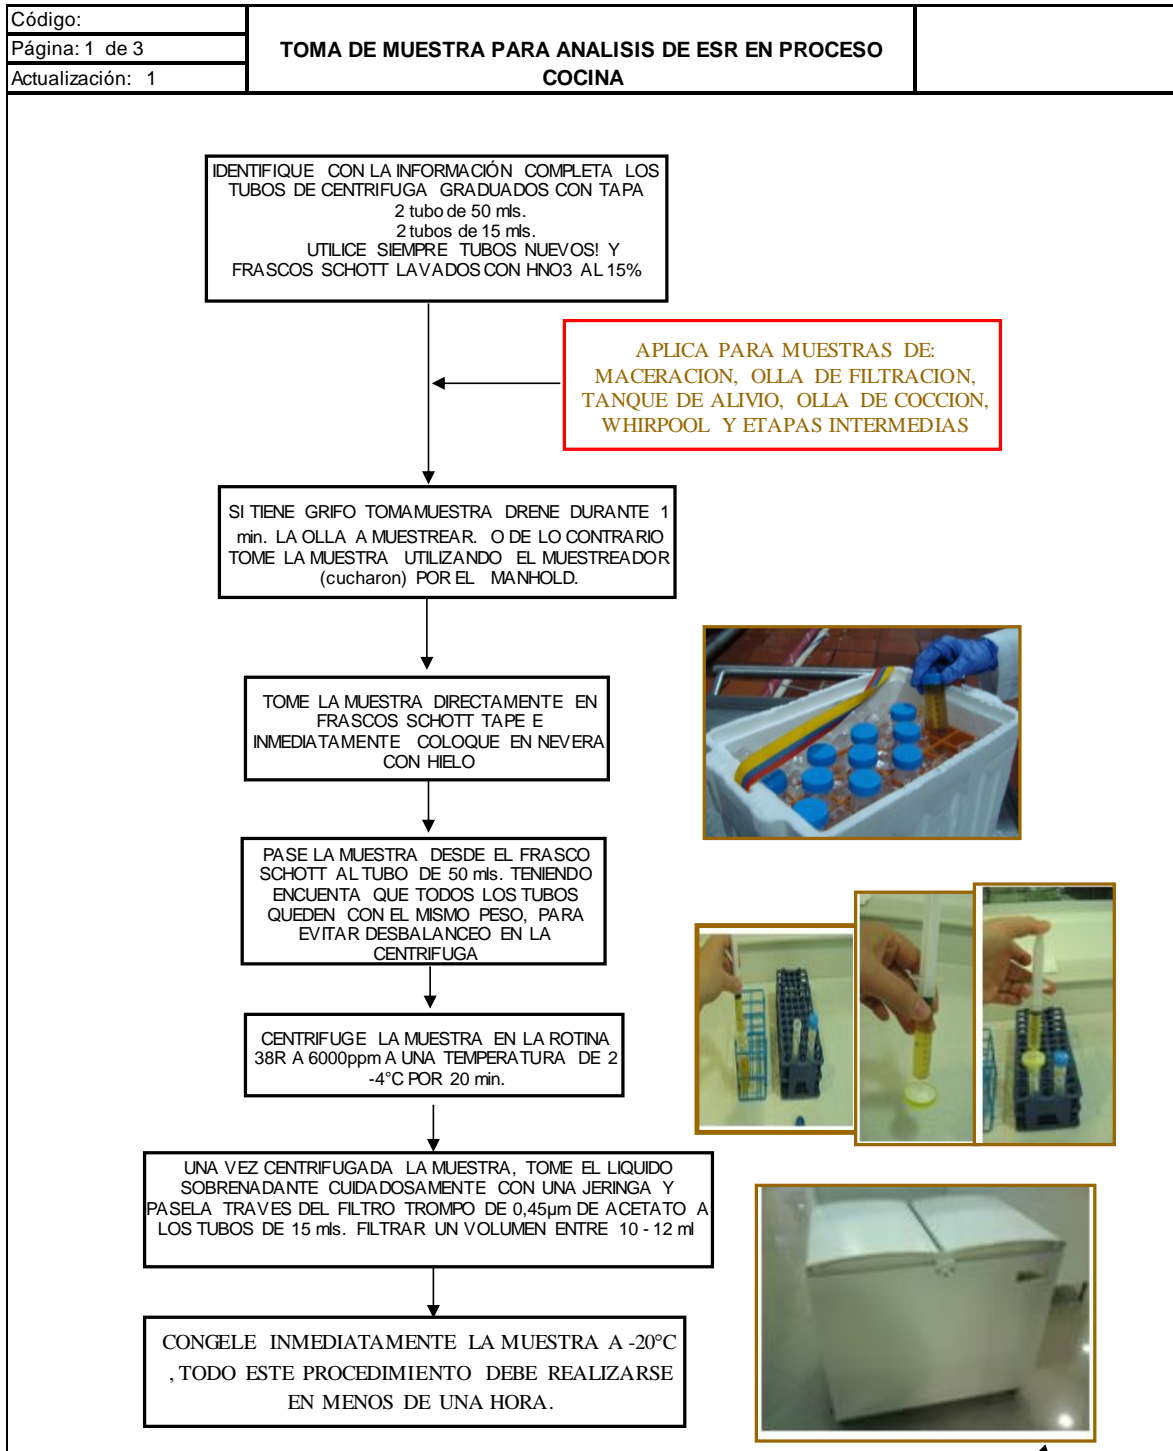 Código:
Página: 1 de 3
Actualización: 1
TOMA DE MUESTRA PARA ANALISIS DE ESR EN PROCESO
COCINA
IDENTIFIQUE CON LA INFORMACIÓN COMPLETA LOS
TUBOS DE CENTRIFUGA GRADUADOS CON TAPA
2 tubo de 50 mls.
2 tubos de 15 mls.
UTILICE SIEMPRE TUBOS NUEVOS! Y
FRASCOS SCHOTT LAVADOS CON HNO3 AL 15%
APLICA PARA MUESTRAS DE:
MACERACION, OLLA DE FILTRACION,
TANQUE DE ALIVIO, OLLA DE COCCION,
WHIRPOOL Y ETAPAS INTERMEDIAS
SI TIENE GRIFO TOMAMUESTRA DRENE DURANTE 1
min. LA OLLA A MUESTREAR. O DE LO CONTRARIO
TOME LA MUESTRA UTILIZANDO EL MUESTREADOR
(cucharon) POR EL MANHOLD.
TOME LA MUESTRA DIRECTAMENTE EN
FRASCOS SCHOTT TAPE E
INMEDIATAMENTE COLOQUE EN NEVERA
CON HIELO
PASE LA MUESTRA DESDE EL FRASCO
SCHOTT AL TUBO DE 50 mls. TENIENDO
ENCUENTA QUE TODOS LOS TUBOS
QUEDEN CON EL MISMO PESO, PARA
EVITAR DESBALANCEO EN LA
CENTRIFUGA
CENTRIFUGE LA MUESTRA EN LA ROTINA
38R A 6000ppm A UNA TEMPERATURA DE 2
-4°C POR 20 min.
UNA VEZ CENTRIFUGADA LA MUESTRA, TOME EL LIQUIDO
SOBRENADANTE CUIDADOSAMENTE CON UNA JERINGA Y
PASELA TRAVES DEL FILTRO TROMPO DE 0,45µm DE ACETATO A
LOS TUBOS DE 15 mls. FILTRAR UN VOLUMEN ENTRE 10 - 12 ml
CONGELE INMEDIATAMENTE LA MUESTRA A -20°C
, TODO ESTE PROCEDIMIENTO DEBE REALIZARSE
EN MENOS DE UNA HORA.